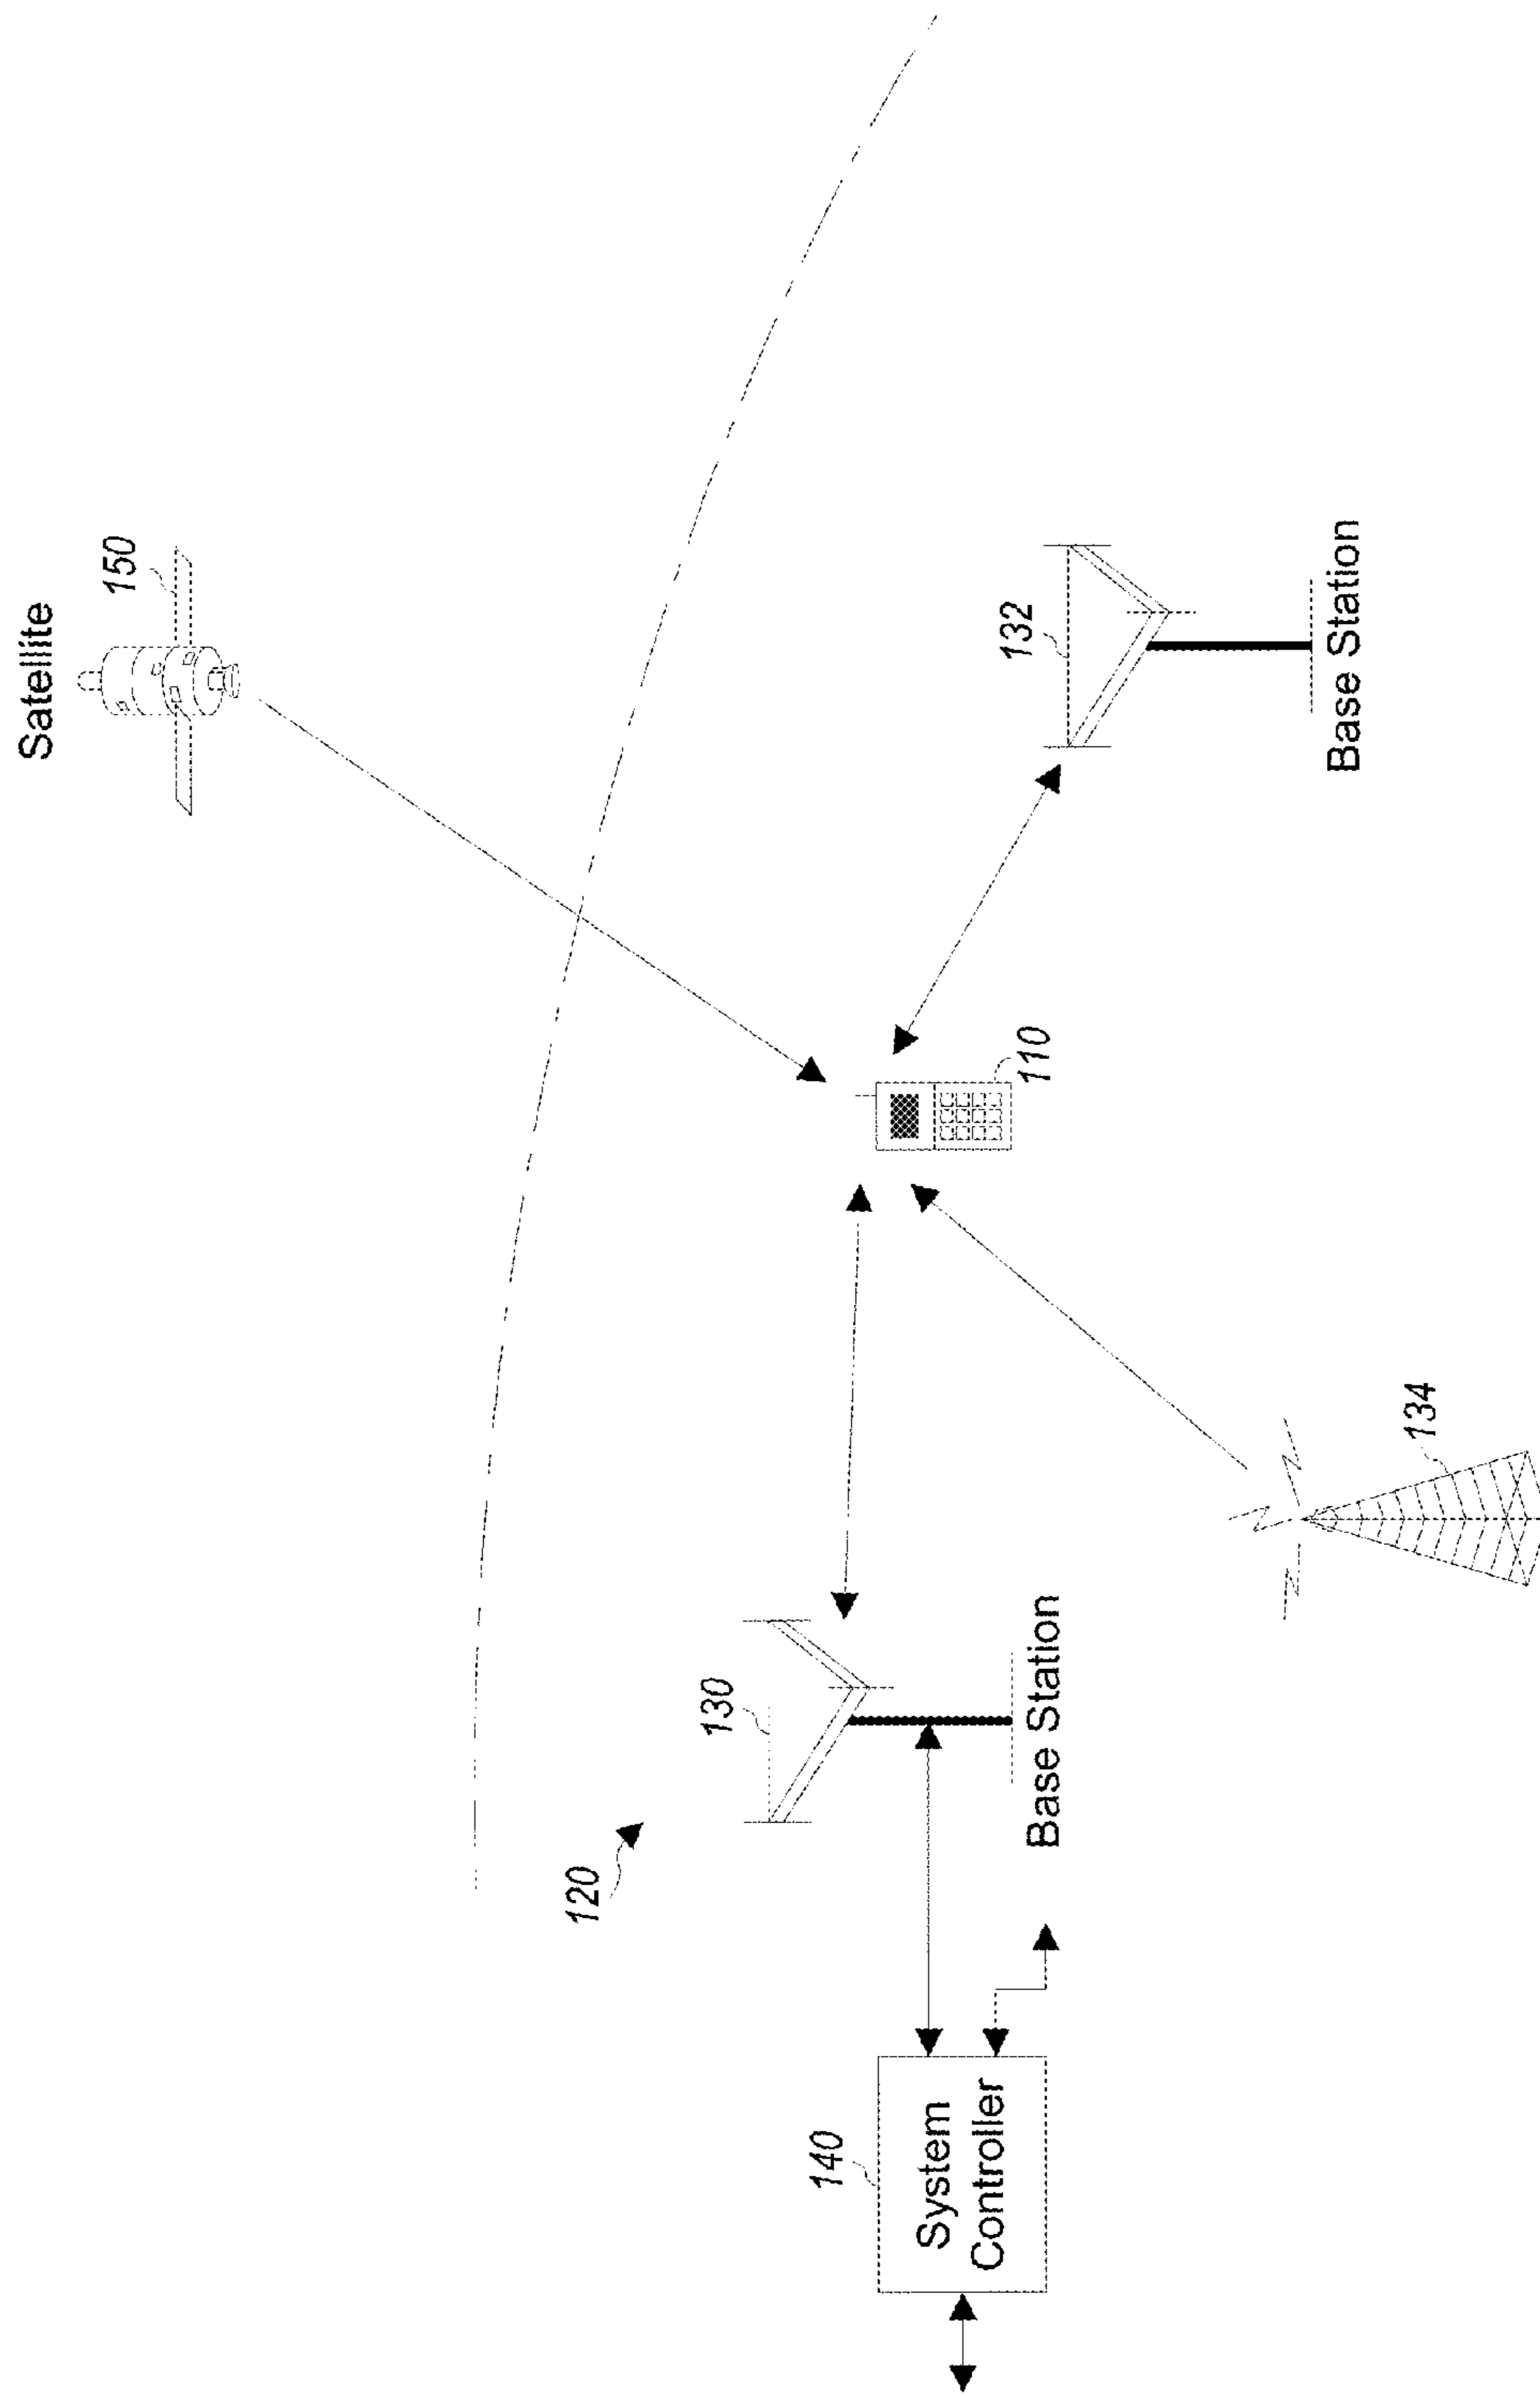 Satellite
150
120
130
132
140
System
Controller
110
Base Station
134
Base Station